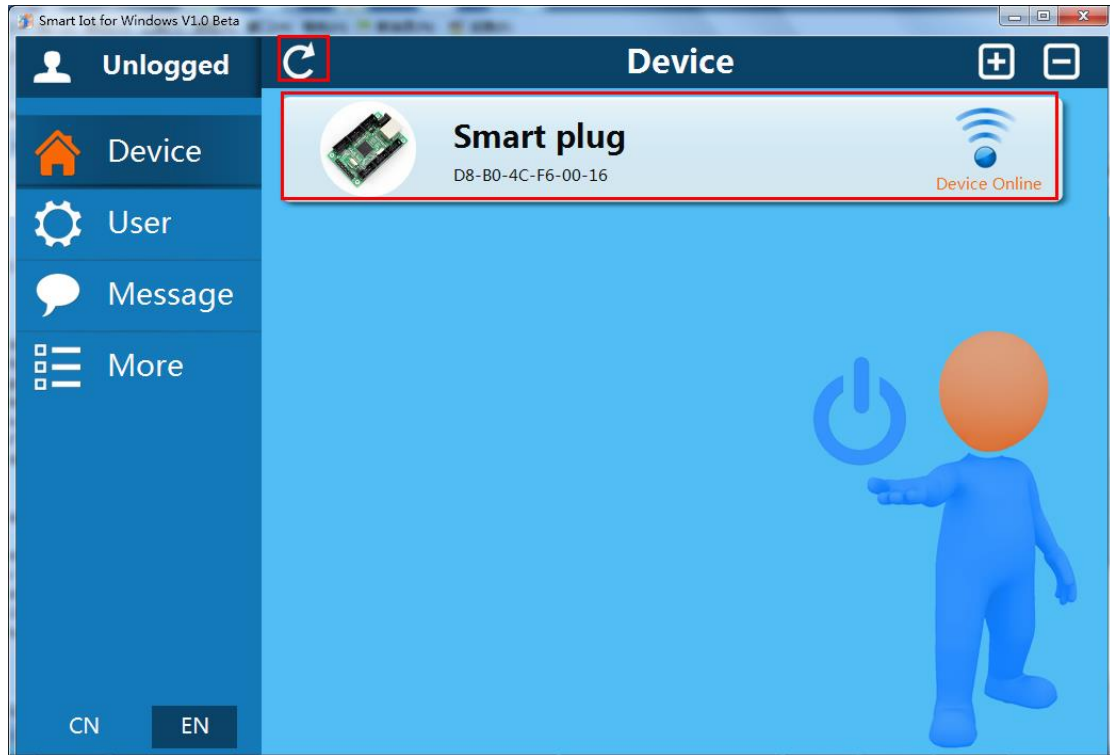 Smart Iot for Windows V1.0 Beta
Unlogged
Device
Device
User
Message
More
CN EN
Smart plug
D8-B0-4C-F6-00-16
Device Online